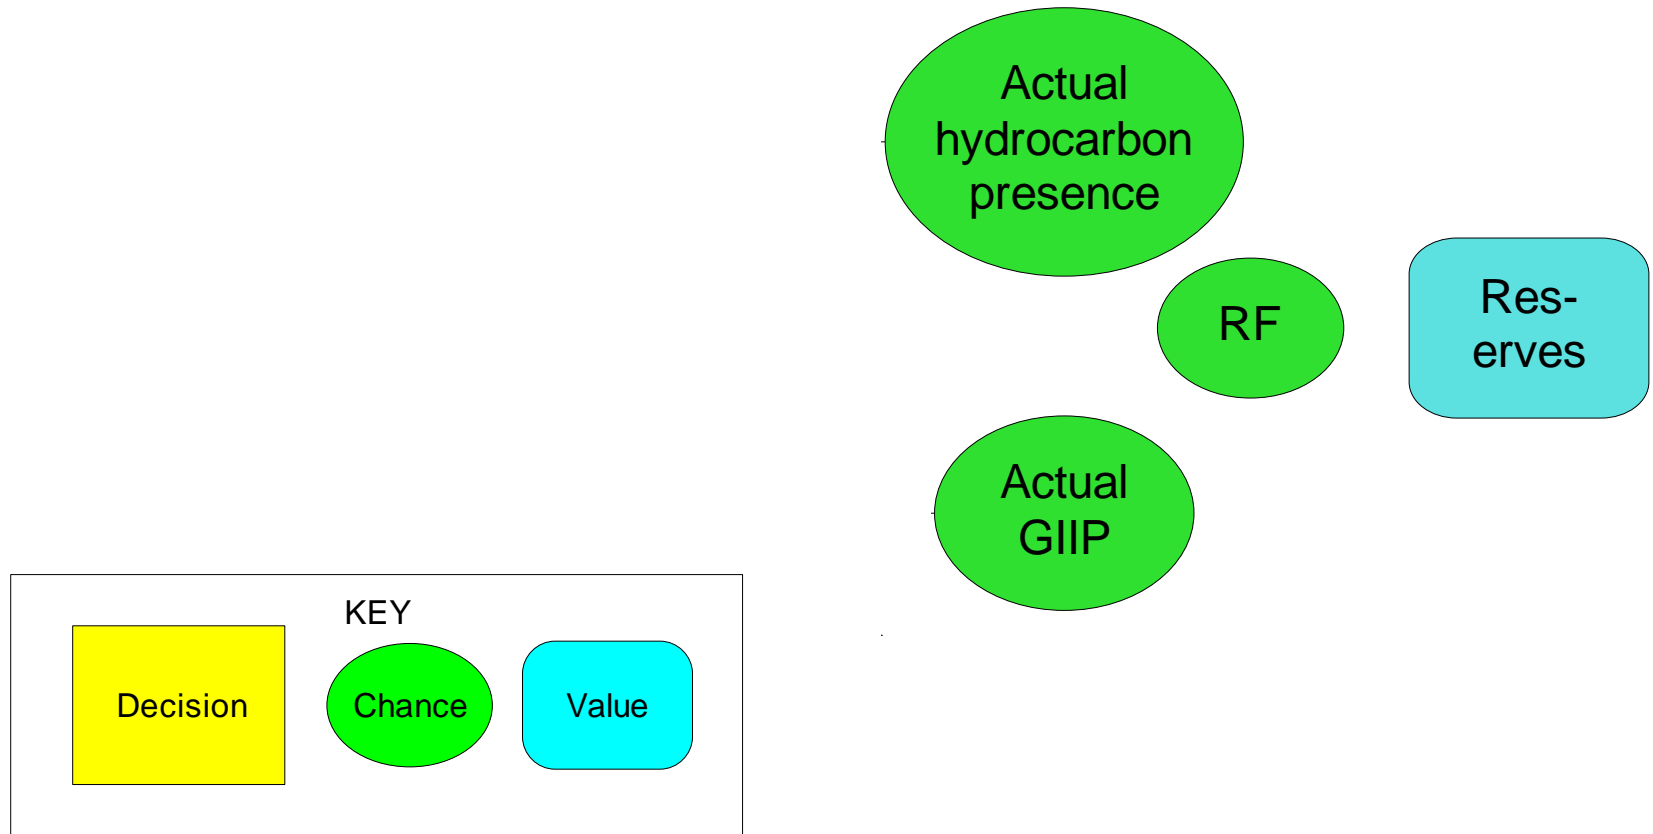 Actual
hydrocarbon
presence
RF
Res-
erves
Actual
GIIP
KEY
Decision
Chance
Value